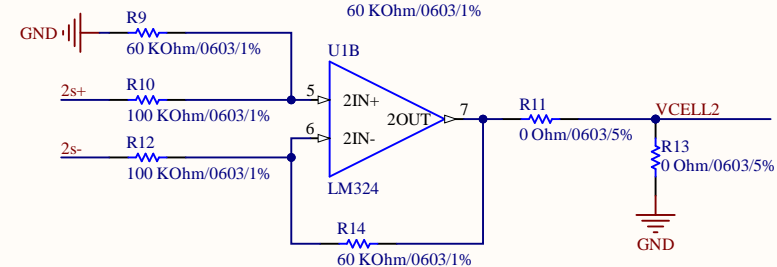 60 KOhm/0603/1%
R9
GND
60 KOhm/0603/1%
U1B
2s+
R10
100 KOhm/0603/1%
5
2IN+
7
2OUT
R11
0 Ohm/0603/5%
VCELL2
6
2IN-
2s-
R12
100 KOhm/0603/1%
LM324
R13
0 Ohm/0603/5%
R14
60 KOhm/0603/1%
GND